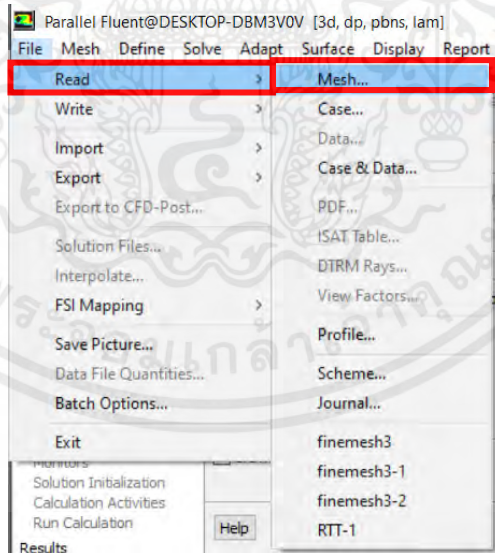 Parallel Fluent@DESKTOP-DBM3V0V [3d, dp, pbns, lam]
File Mesh Define Solve Adapt Surface Display Report
Read > Mesh...
Write > Case...
Data...
Import > Case & Data...
Export >
Export to CFD-Post... PDF...
ISAT Table...
Solution Files... DTRM Rays...
Interpolate... View Factors...
FSI Mapping >
Profile...
Save Picture...
Data File Quantities... Scheme...
Batch Options... Journal...
Exit finemesh3
Monitors finemesh3-1
Solution Initialization
Calculation Activities finemesh3-2
Run Calculation Help RTT-1
Results